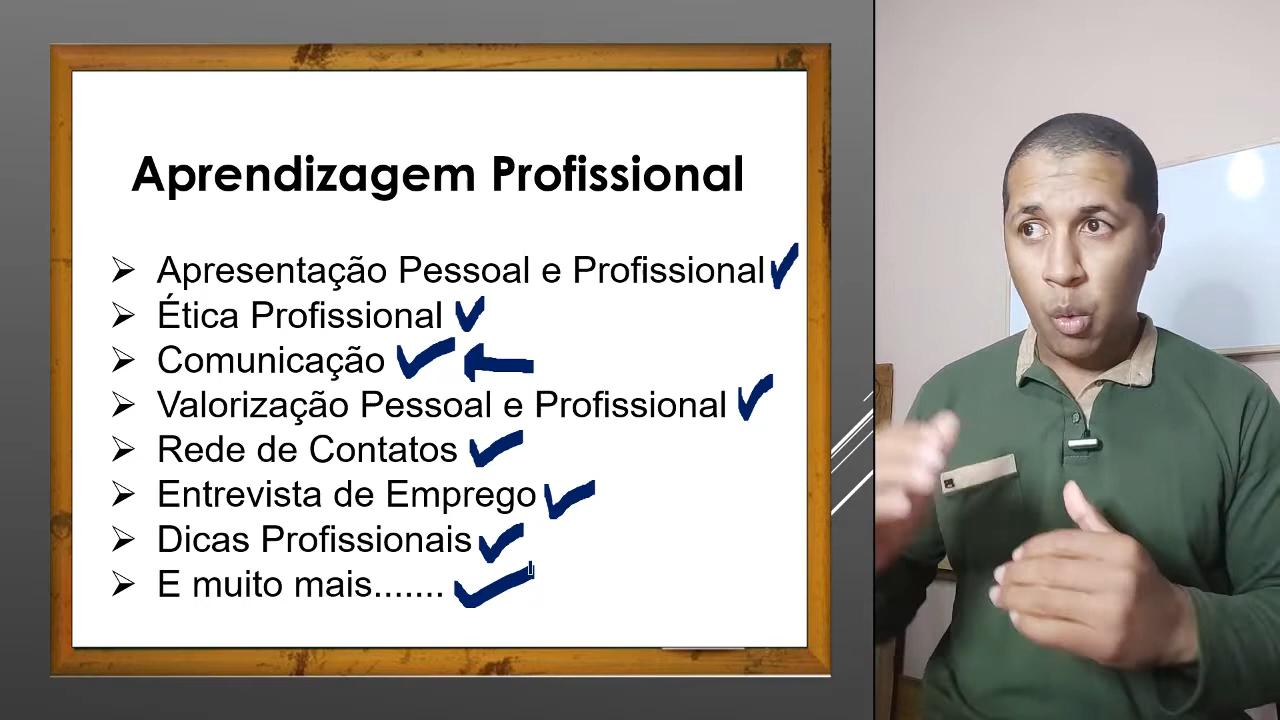 Aprendizagem Profissional
Apresentação Pessoal e Profissional
Ética Profissional
Comunicação
Valorização Pessoal e Profissional
Rede de Contatos
Entrevista de Emprego
Dicas Profissionais
E muito mais.......